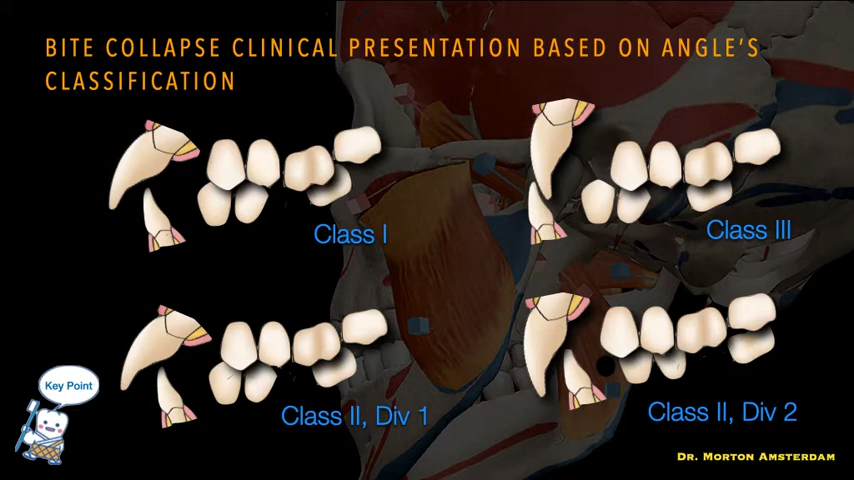 BITE COLLAPSE CLINICAL PRESENTATION BASED ON ANGLE'S
CLASSIFICATION
Class I
Class III
Key Point
Class II, Div 1
Class II, Div 2
DR. MORTON AMSTERDAM